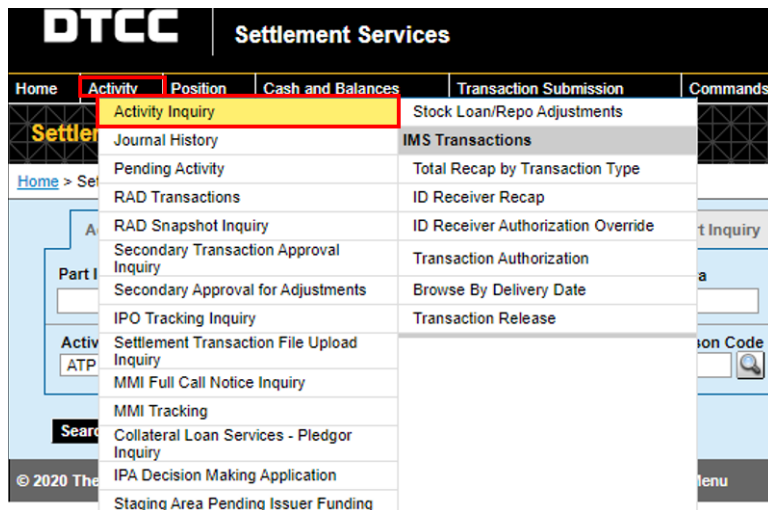 DTCC
Settlement Services
Home Activity Position Cash and Balances Transaction Submission Commands
Activity Inquiry
Journal History
Pending Activity
RAD Transactions
RAD Snapshot Inquiry
Secondary Transaction Approval
Inquiry
Secondary Approval for Adjustments
IPO Tracking Inquiry
Settlement Transaction File Upload
Inquiry
MMI Full Call Notice Inquiry
MMI Tracking
Collateral Loan Services - Pledgor
Inquiry
IPA Decision Making Application
Staging Area Pending Issuer Funding
Stock Loan/Repo Adjustments
IMS Transactions
Total Recap by Transaction Type
ID Receiver Recap
ID Receiver Authorization Override
Transaction Authorization
Browse By Delivery Date
Transaction Release
Home >
Inquiry
Part
ATP
Code
© 2020 The